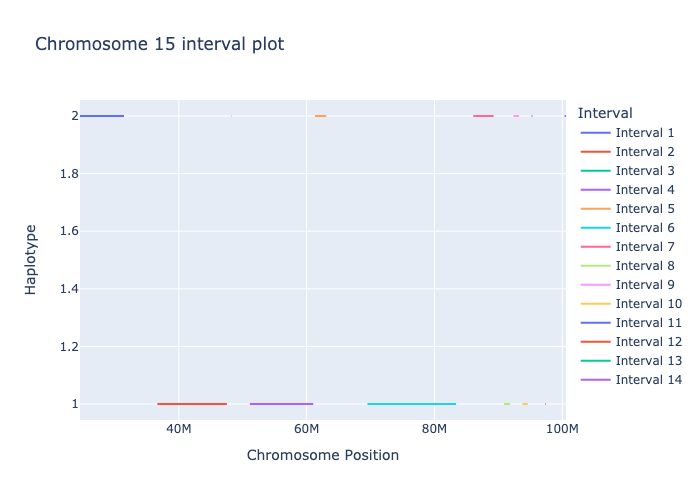 Chromosome 15 interval plot
Interval
Interval 1
Interval 2
Interval 3
Interval 4
Interval 5
Interval 6
Interval 7
Interval 8
Interval 9
Interval 10
Interval 11
Interval 12
Interval 13
Interval 14
2
1.8
1.6
1.4
1.2
1
Haplotype
40M 60M 80M 100M
Chromosome Position